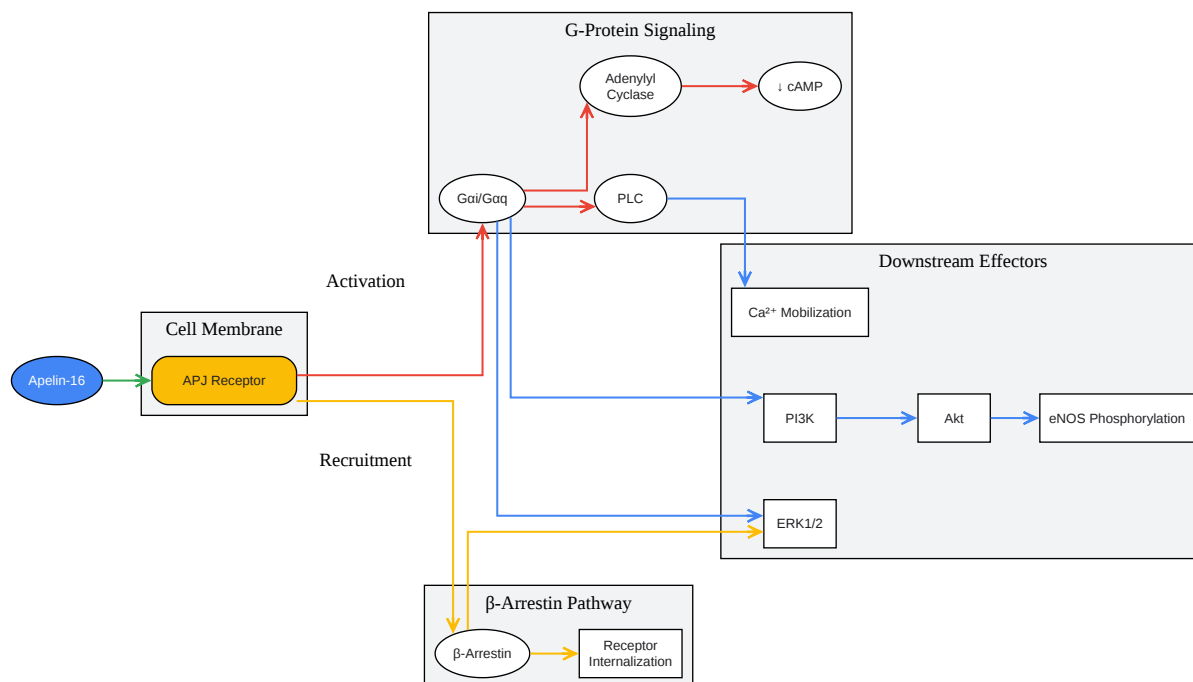 G-Protein Signaling
Adenylyl
Cyclase
↓ cAMP
Gαi/Gαq
PLC
Activation
Downstream Effectors
Ca²⁺ Mobilization
Cell Membrane
Apelin-16
APJ Receptor
PI3K
Akt
eNOS Phosphorylation
Recruitment
ERK1/2
β-Arrestin Pathway
β-Arrestin
Receptor
Internalization